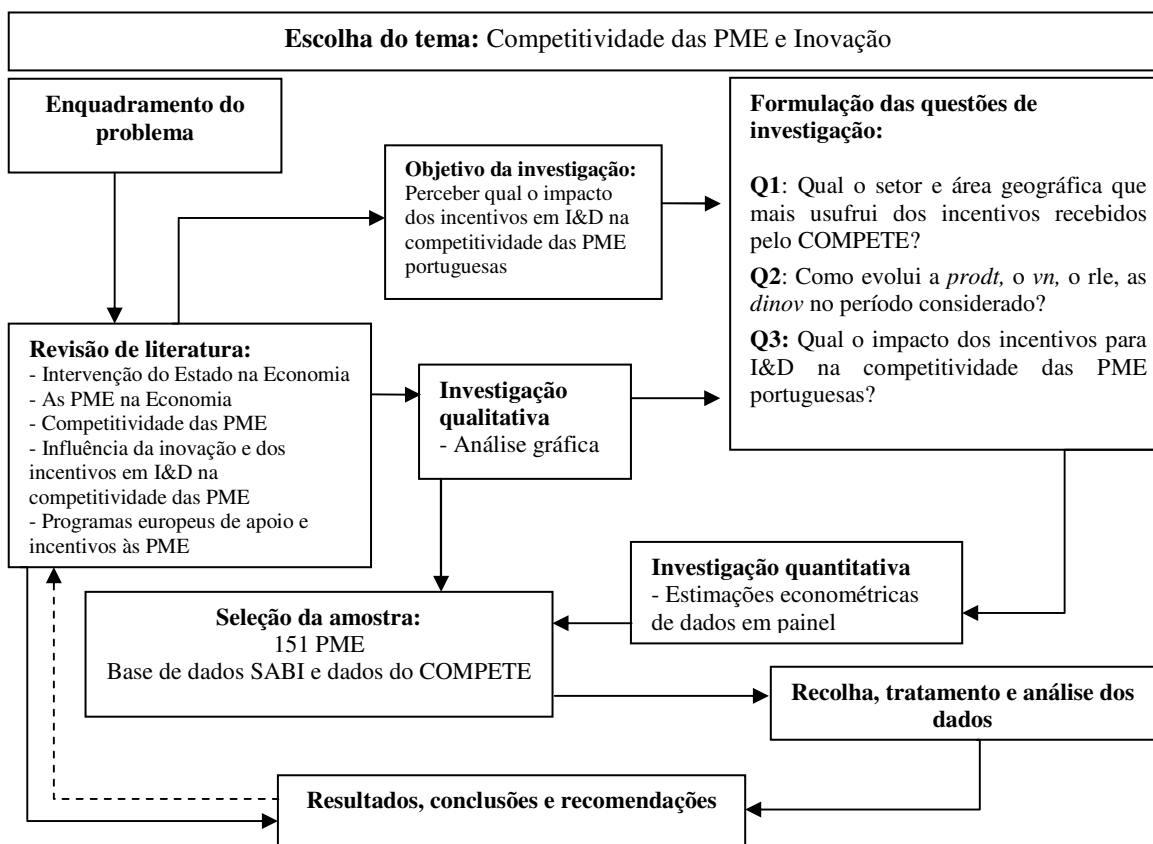 Escolha do tema: Competitividade das PME e Inovação
Enquadramento do
problema
Formulação das questões de
investigação:
Q1: Qual o setor e área geográfica que
mais usufrui dos incentivos recebidos
pelo COMPETE?
Q2: Como evolui a prodt, o vn, o rle, as
dinov no período considerado?
Q3: Qual o impacto dos incentivos para
I&D na competitividade das PME
portuguesas?
Objetivo da investigação:
Perceber qual o impacto
dos incentivos em I&D na
competitividade das PME
portuguesas
Revisão de literatura:
- Intervenção do Estado na Economia
- As PME na Economia
- Competitividade das PME
- Influência da inovação e dos
incentivos em I&D na
competitividade das PME
- Programas europeus de apoio e
incentivos às PME
Investigação
qualitativa
- Análise gráfica
Investigação quantitativa
- Estimações econométricas
de dados em painel
Seleção da amostra:
151 PME
Base de dados SABI e dados do COMPETE
Recolha, tratamento e análise dos
dados
Resultados, conclusões e recomendações